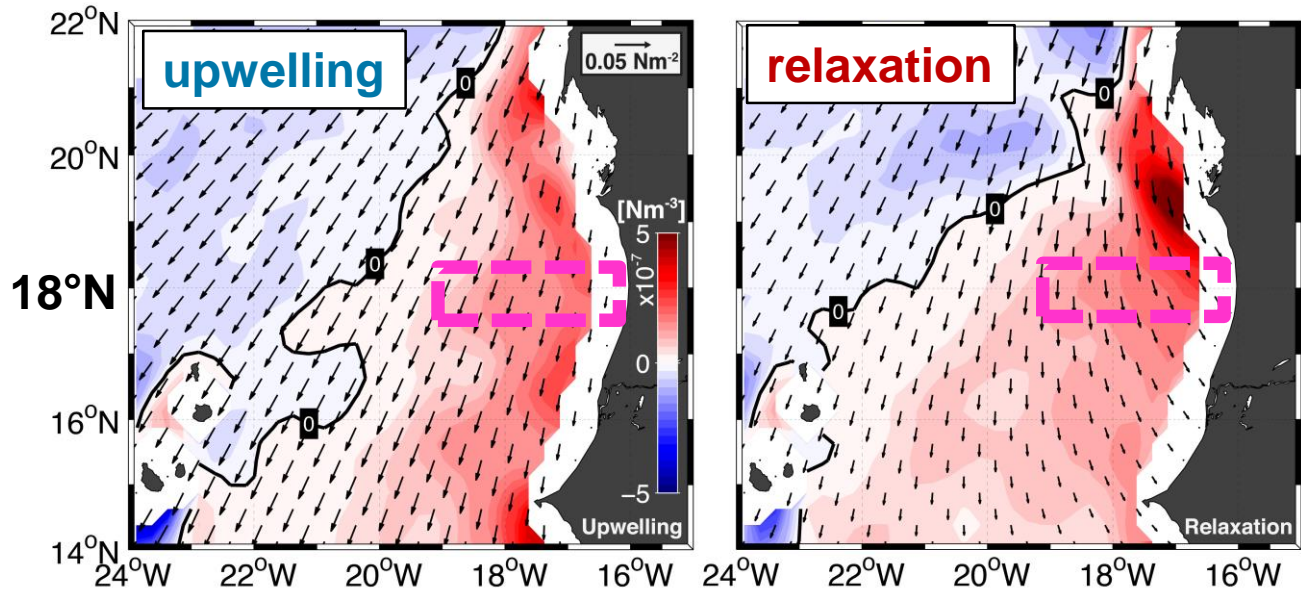 upwelling
relaxation
0.05 Nm⁻²
22°N
20°N
18°N
16°N
14°N
0
0
0
0
0
0
[Nm⁻³]
5
x10⁻⁷
0
−5
Upwelling
Relaxation
24°W
22°W
20°W
18°W
16°W
24°W
22°W
20°W
18°W
16°W